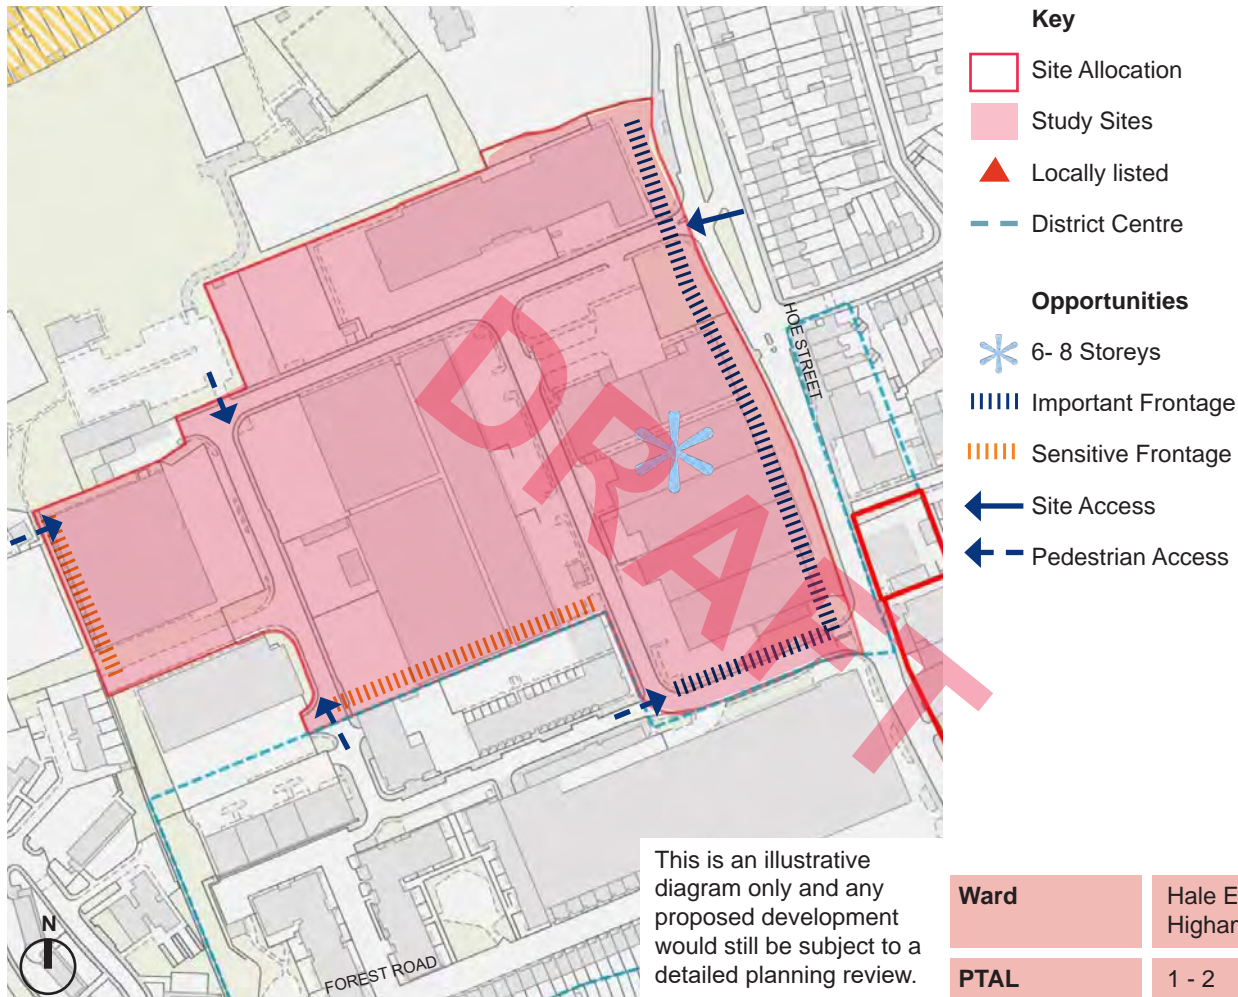 Key
Site Allocation
Study Sites
Locally listed
District Centre
Opportunities
6- 8 Storeys
Important Frontage
Sensitive Frontage
Site Access
Pedestrian Access
HOE STREET
DRAFT
FOREST ROAD
N
This is an illustrative
diagram only and any
proposed development
would still be subject to a
detailed planning review.
Ward
Hale E
Highar
PTAL
1 - 2